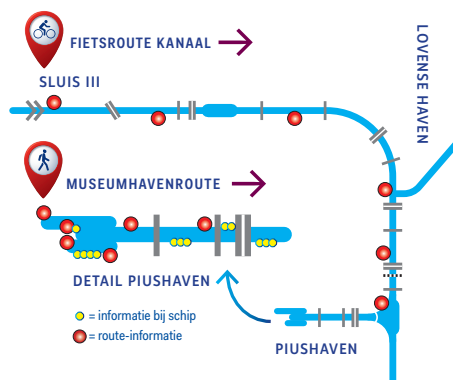 FIETSROUTE KANAAL
SLUIS III
LOVENSE HAVEN
MUSEUMHAVENROUTE
DETAIL PIUSHAVEN
= informatie bij schip
= route-informatie
PIUSHAVEN